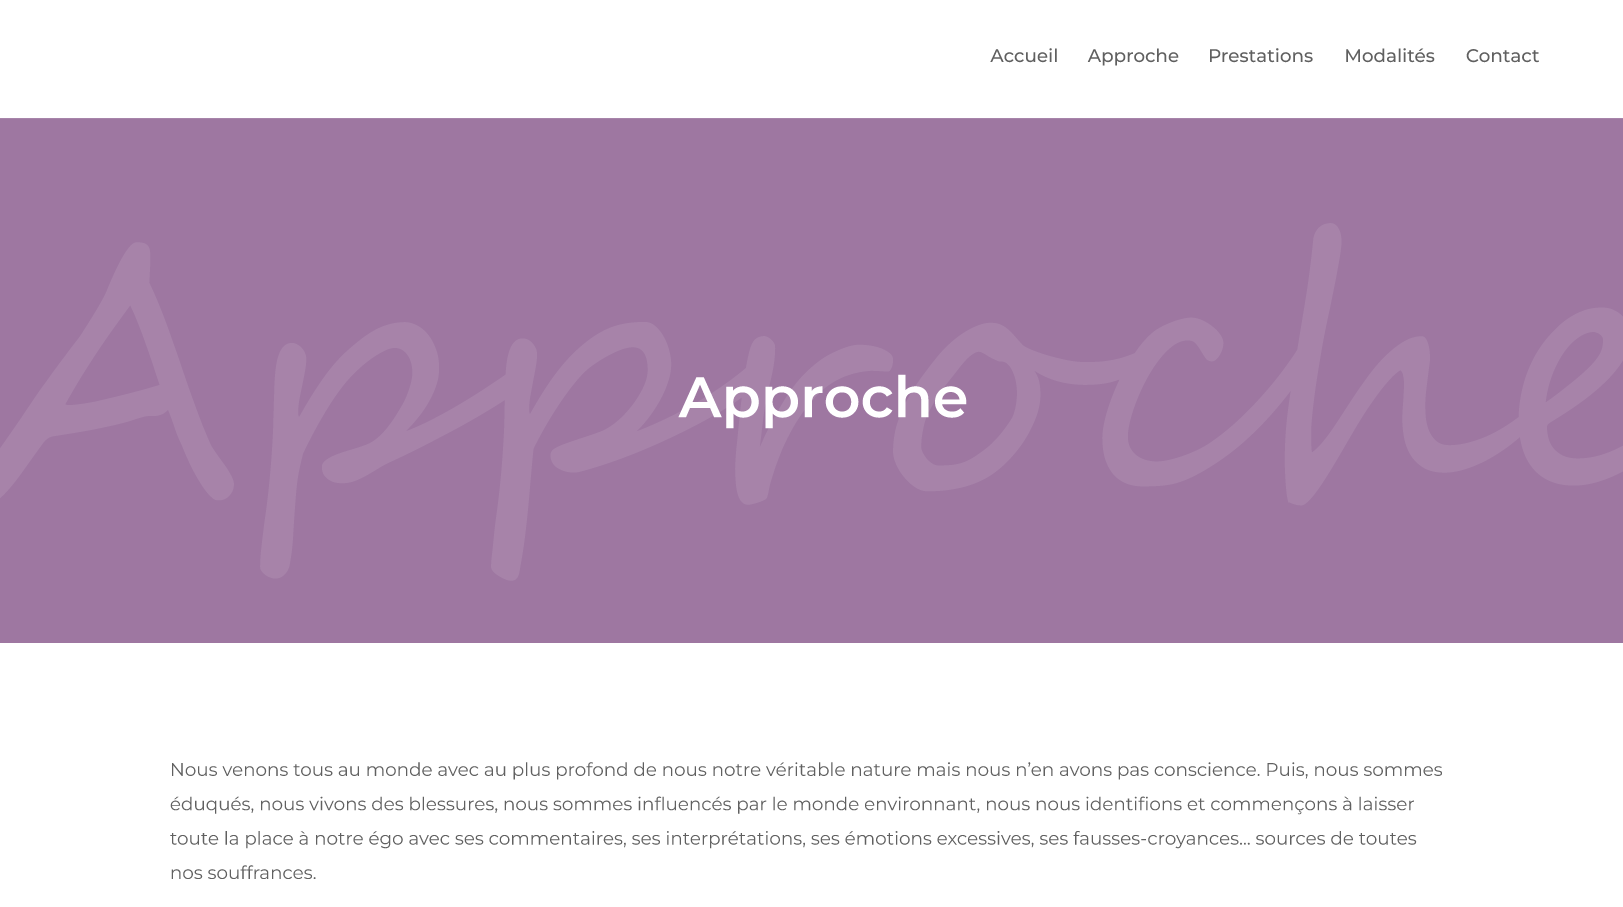 Accueil Approche Prestations Modalités Contact
Approche
Approche
Nous venons tous au monde avec au plus profond de nous notre véritable nature mais nous n’en avons pas conscience. Puis, nous sommes
éduqués, nous vivons des blessures, nous sommes influencés par le monde environnant, nous nous identifions et commençons à laisser
toute la place à notre égo avec ses commentaires, ses interprétations, ses émotions excessives, ses fausses-croyances… sources de toutes
nos souffrances.